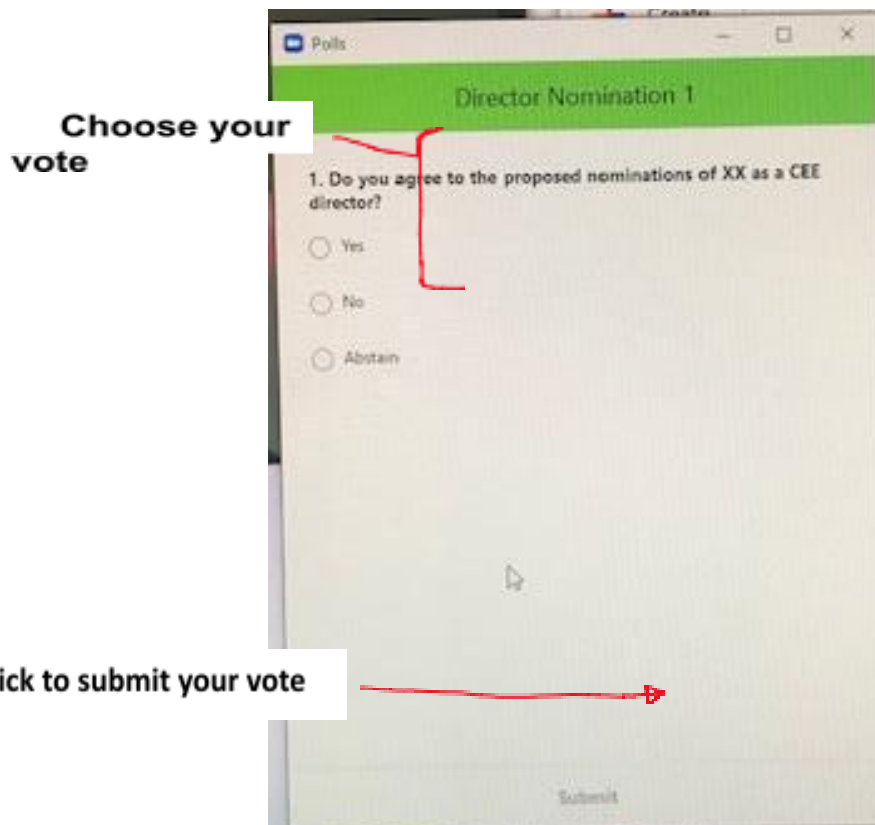 Create
Polls
Director Nomination 1
Choose your
vote
1. Do you agree to the proposed nominations of XX as a CEE
director?
Yes
No
Abstain
ick to submit your vote
Submit